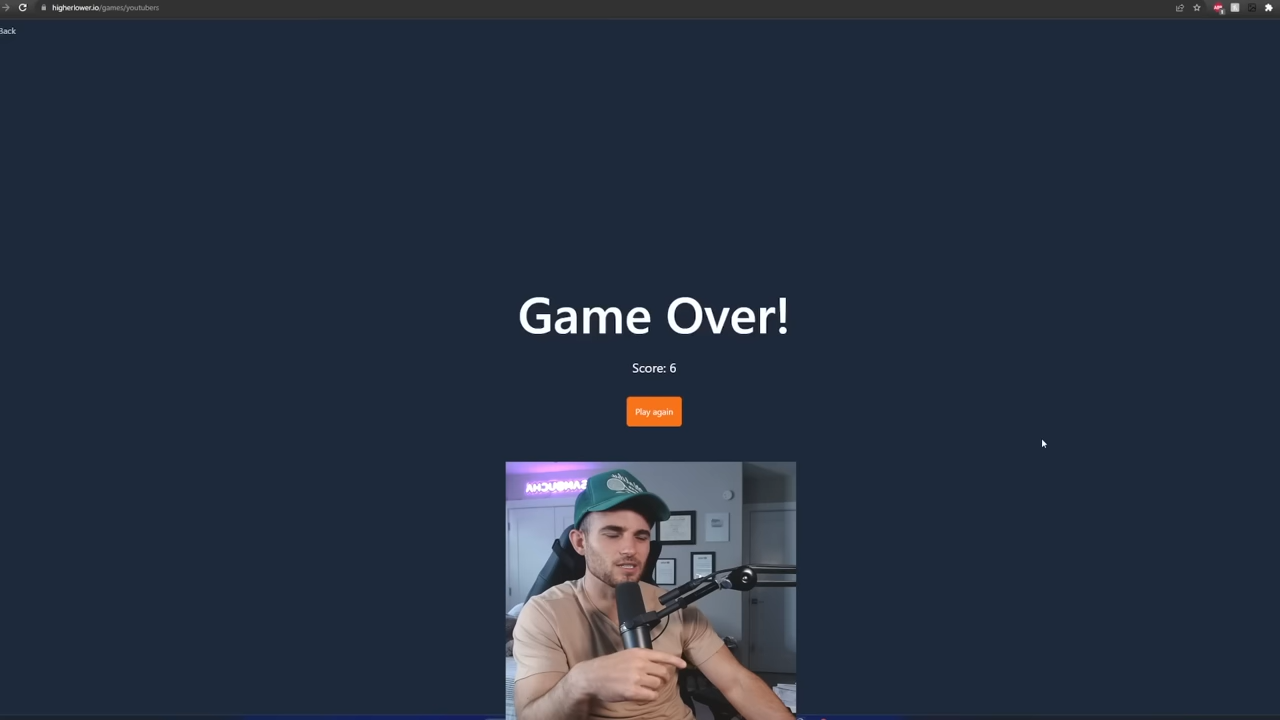 higherlower.io/games/youtubers
Back
Game Over!
Score: 6
Play again